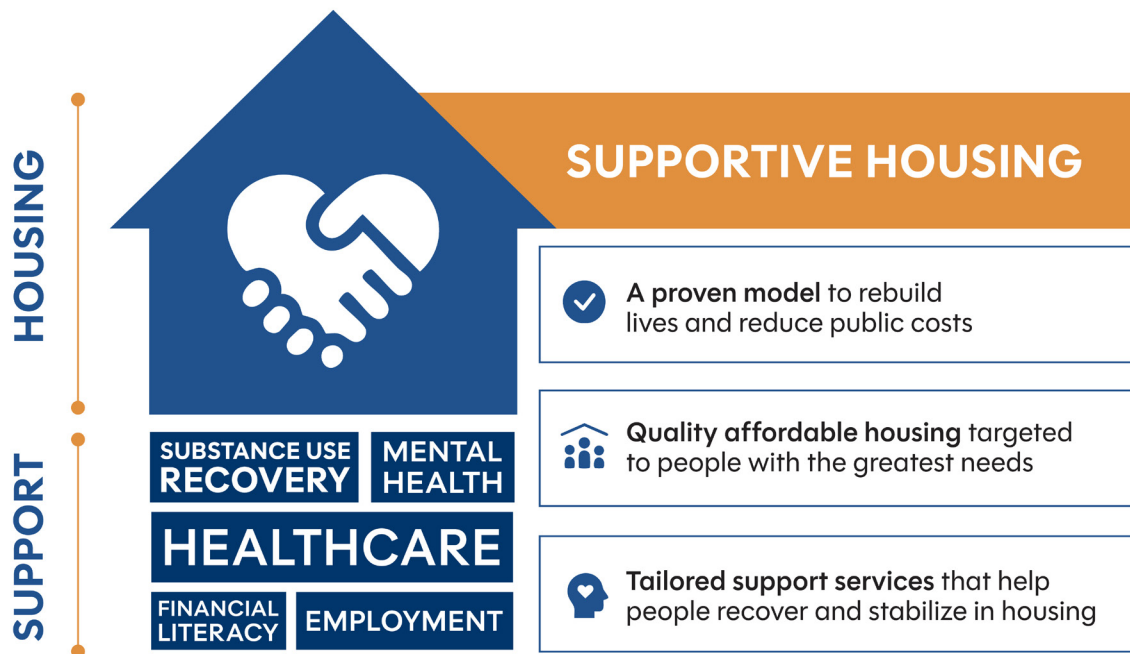 HOUSING
SUPPORT
SUBSTANCE USE
RECOVERY
MENTAL
HEALTH
HEALTHCARE
FINANCIAL
LITERACY
EMPLOYMENT
SUPPORTIVE HOUSING
A proven model to rebuild
lives and reduce public costs
Quality affordable housing targeted
to people with the greatest needs
Tailored support services that help
people recover and stabilize in housing